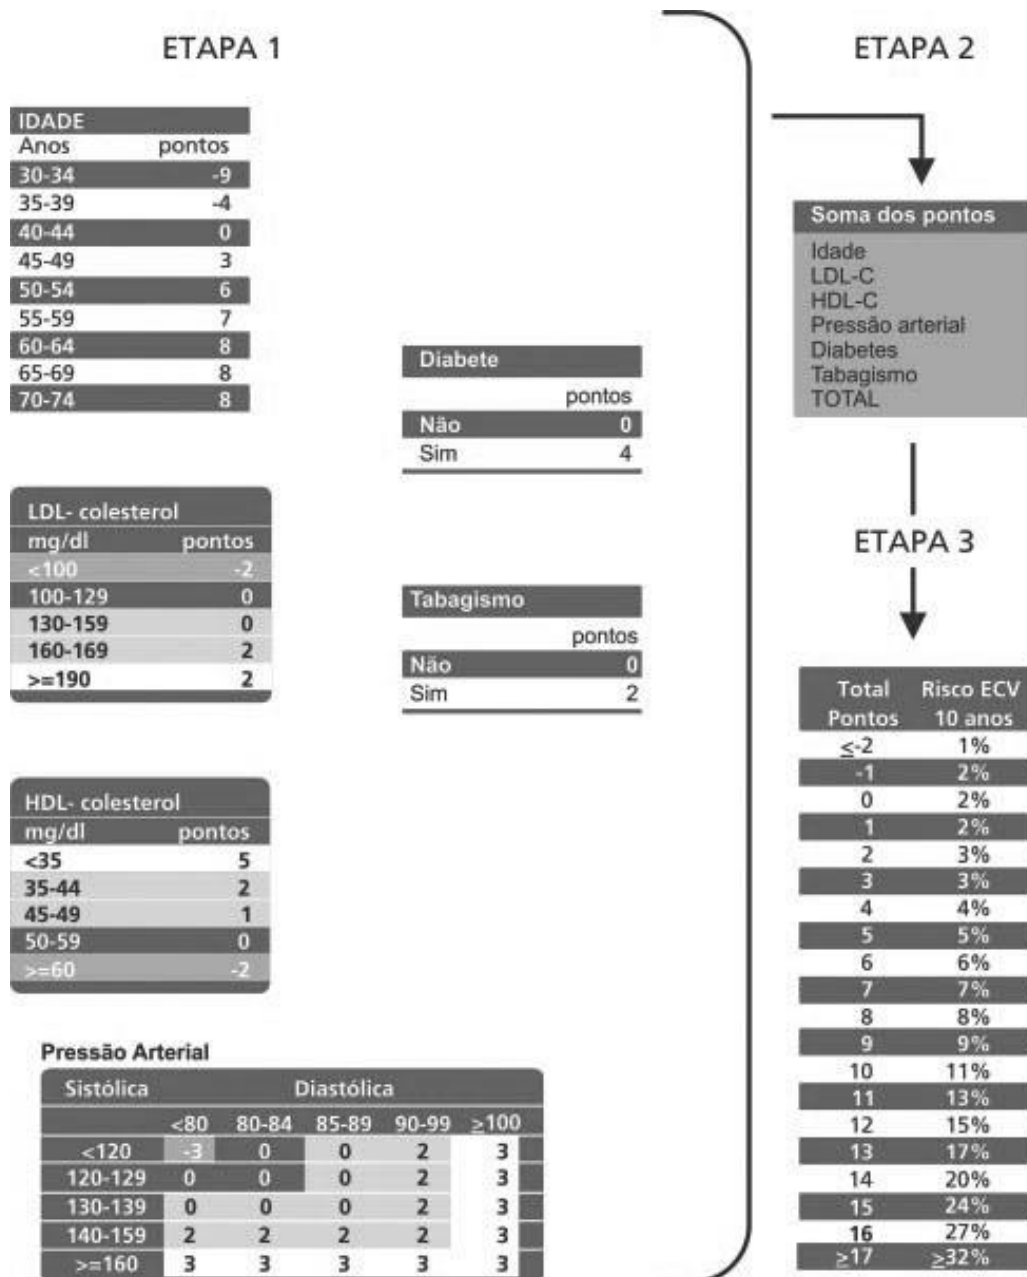 ETAPA 1
IDADE
Anos pontos
30-34 -9
35-39 -4
40-44 0
45-49 3
50-54 6
55-59 7
60-64 8
65-69 8
70-74 8
LDL- colesterol
mg/dl pontos
<100 -2
100-129 0
130-159 0
160-169 2
>=190 2
HDL- colesterol
mg/dl pontos
<35 5
35-44 2
45-49 1
50-59 0
>=60 -2
Pressão Arterial
Sistólica Diastólica
<80 80-84 85-89 90-99 ≥100
<120 -3 0 0 2 3
120-129 0 0 0 2 3
130-139 0 0 0 2 3
140-159 2 2 2 2 3
>=160 3 3 3 3 3
Diabete
pontos
Não 0
Sim 4
Tabagismo
pontos
Não 0
Sim 2
ETAPA 2
Soma dos pontos
Idade
LDL-C
HDL-C
Pressão arterial
Diabetes
Tabagismo
TOTAL
ETAPA 3
Total Risco ECV
Pontos 10 anos
≤-2 1%
-1 2%
0 2%
1 2%
2 3%
3 3%
4 4%
5 5%
6 6%
7 7%
8 8%
9 9%
10 11%
11 13%
12 15%
13 17%
14 20%
15 24%
16 27%
≥17 ≥32%